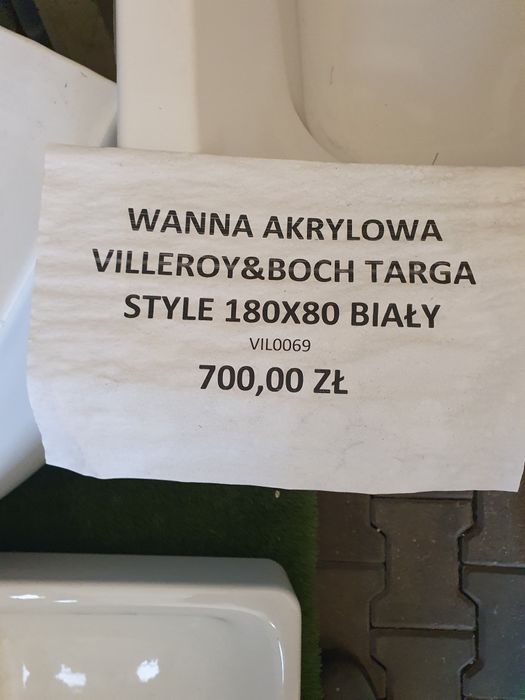 WANNA AKRYLOWA
VILLEROY&BOCH TARGA
STYLE 180X80 BIAŁY
VIL0069
700,00 ZŁ